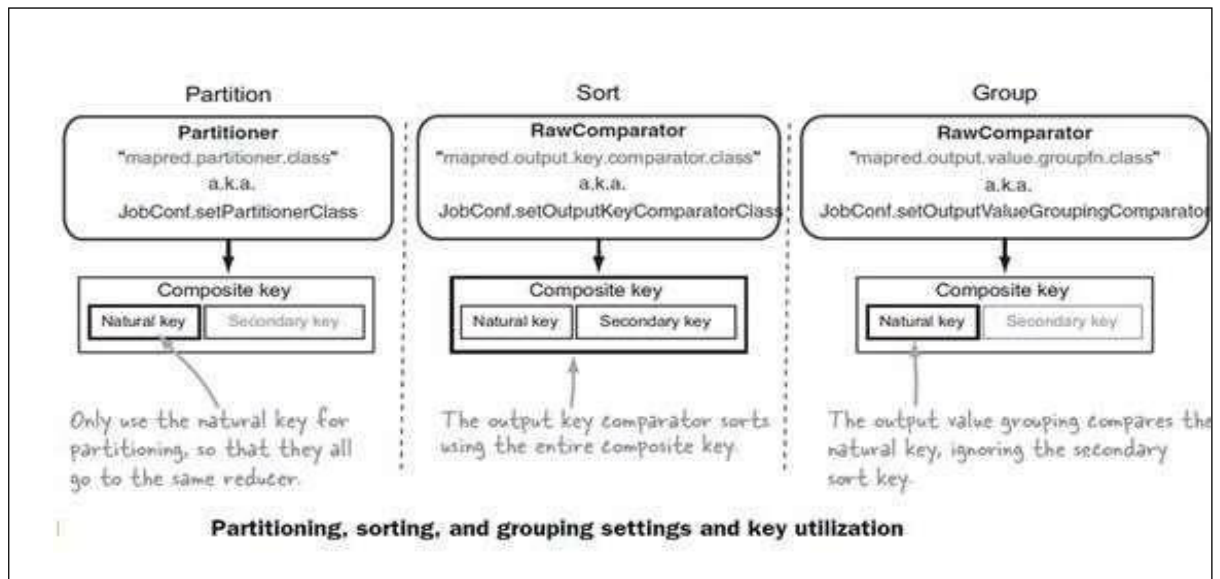 Partition
Partitioner
"mapred.partitioner.class"
a.k.a.
JobConf.setPartitionerClass
Composite key
Natural key
Secondary key
Only use the natural key for
partitioning, so that they all
go to the same reducer.
Sort
RawComparator
"mapred.output.key.comparator.class"
a.k.a.
JobConf.setOutputKeyComparatorClass
Composite key
Natural key
Secondary key
The output key comparator sorts
using the entire composite key.
Group
RawComparator
"mapred.output.value.groupfn.class"
a.k.a.
JobConf.setOutputValueGroupingComparator
Composite key
Natural key
Secondary key
The output value grouping compares the
natural key, ignoring the secondary
sort key.
Partitioning, sorting, and grouping settings and key utilization